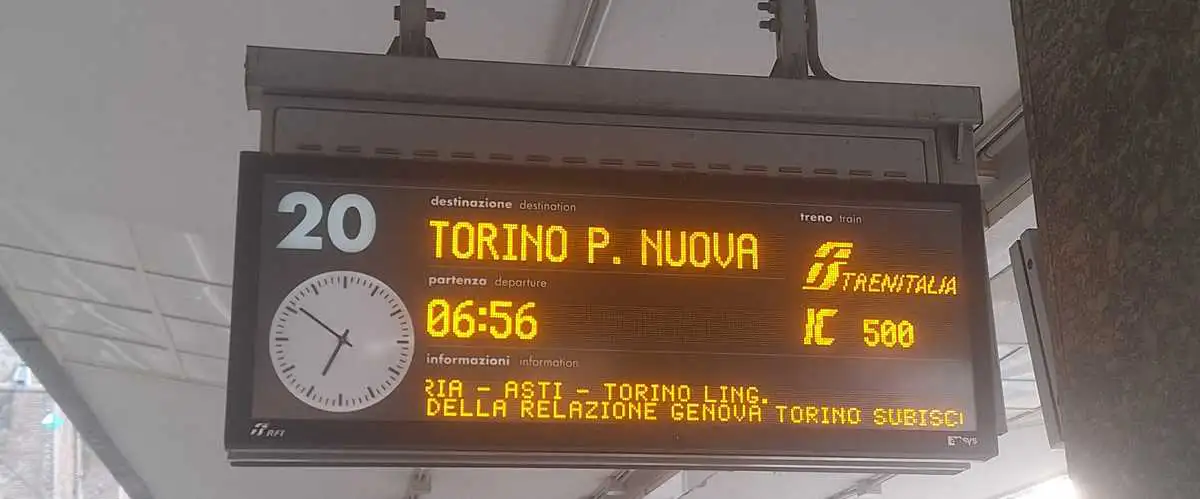 20
destinazione destination
TORINO P. NUOVA
treno train
TRENITALIA
partenza departure
06:56
IC 500
informazioni information
RIA - ASTI - TORINO LING.
DELLA RELAZIONE GENOVA TORINO SUBISC
RFI
sys